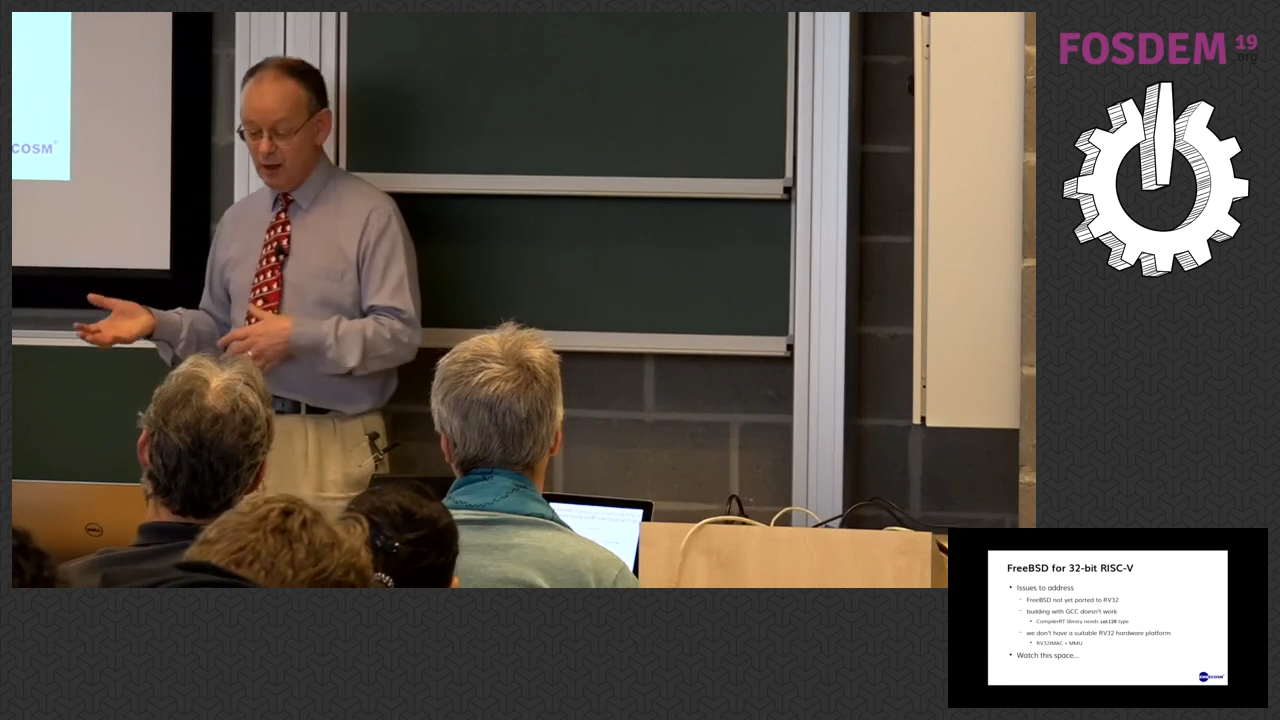 COSM
FOSDEM 19
org
DELL
FreeBSD for 32-bit RISC-V
• Issues to address
- FreeBSD not yet ported to RV32
- building with GCC doesn't work
• CompilerRT library needs int128 type
- we don't have a suitable RV32 hardware platform
• RV32IMAC + MMU
• Watch this space...
EMBECOSM®